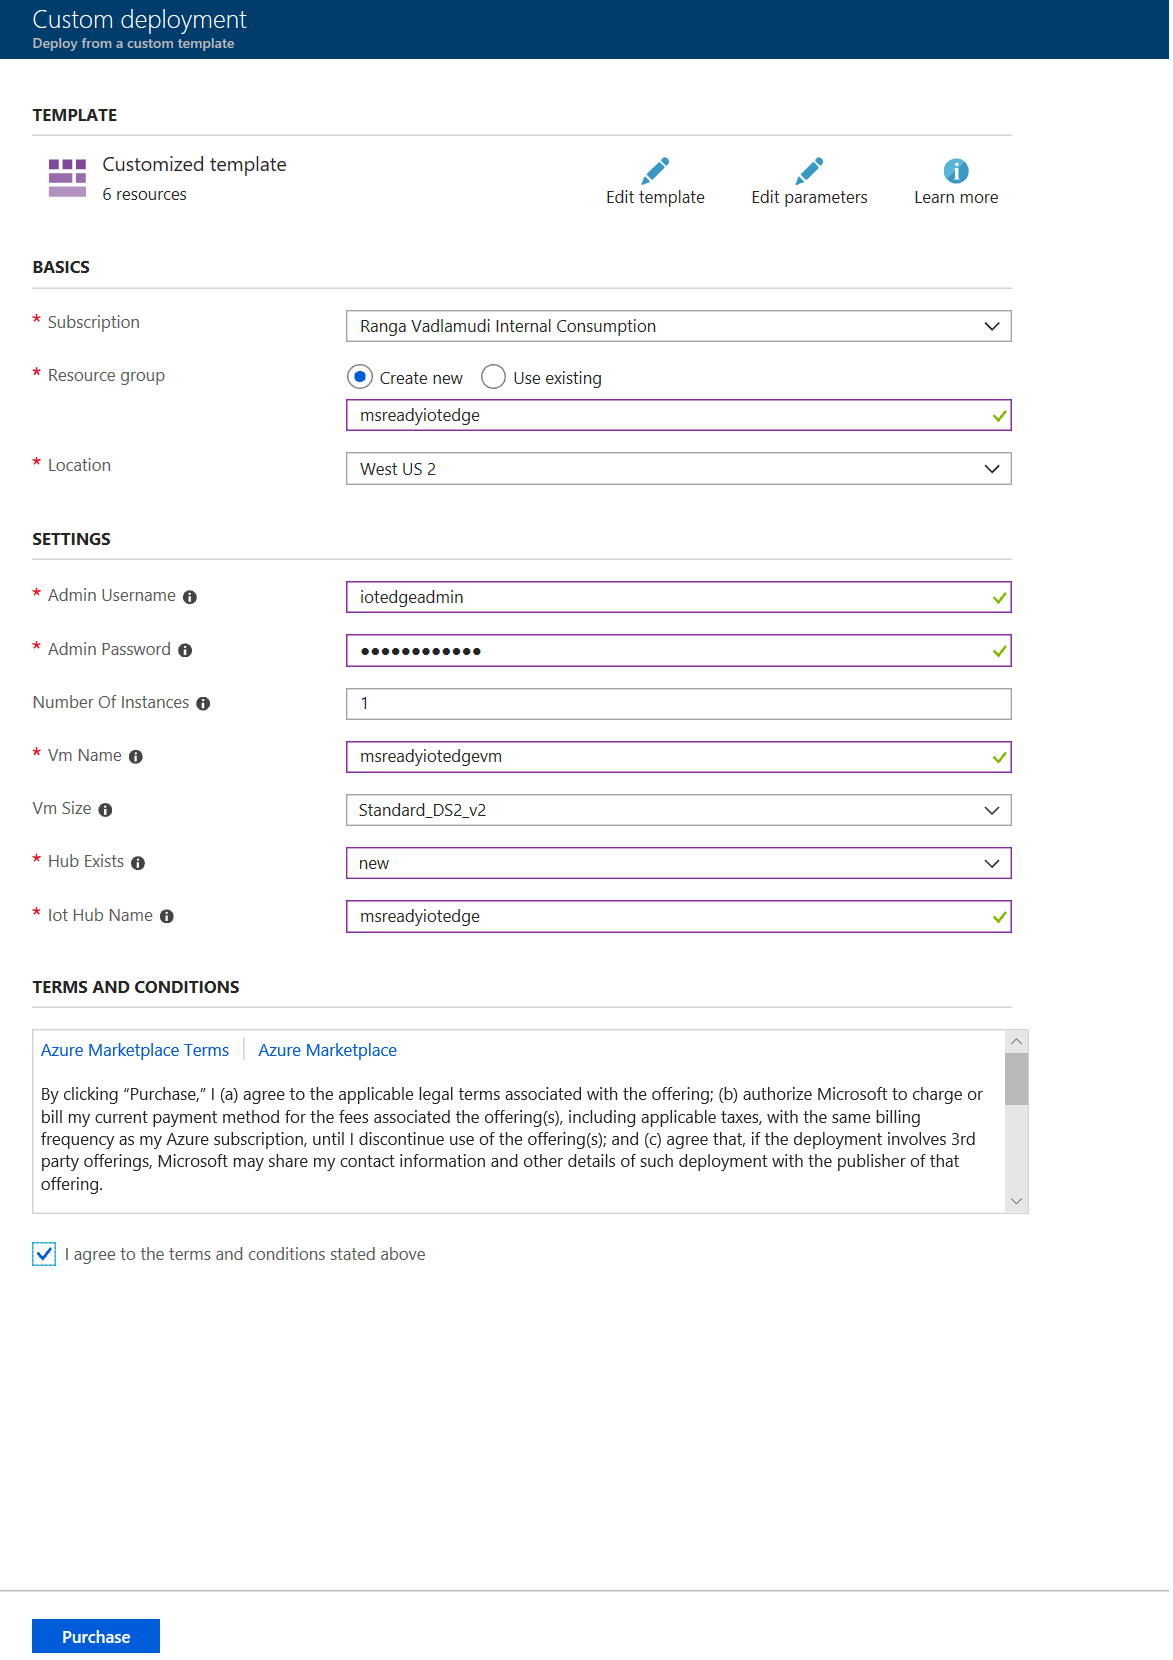 Custom deployment
Deploy from a custom template
TEMPLATE
Customized template
6 resources
Edit template
Edit parameters
Learn more
BASICS
* Subscription
Ranga Vadlamudi Internal Consumption
* Resource group
Create new
Use existing
msreadyiotedge
* Location
West US 2
SETTINGS
* Admin Username
iotedgeadmin
* Admin Password
••••••••••••
Number Of Instances
1
* Vm Name
msreadyiotedgevm
Vm Size
Standard_DS2_v2
* Hub Exists
new
* Iot Hub Name
msreadyiotedge
TERMS AND CONDITIONS
Azure Marketplace Terms | Azure Marketplace
By clicking “Purchase,” I (a) agree to the applicable legal terms associated with the offering; (b) authorize Microsoft to charge or
bill my current payment method for the fees associated the offering(s), including applicable taxes, with the same billing
frequency as my Azure subscription, until I discontinue use of the offering(s); and (c) agree that, if the deployment involves 3rd
party offerings, Microsoft may share my contact information and other details of such deployment with the publisher of that
offering.
I agree to the terms and conditions stated above
Purchase